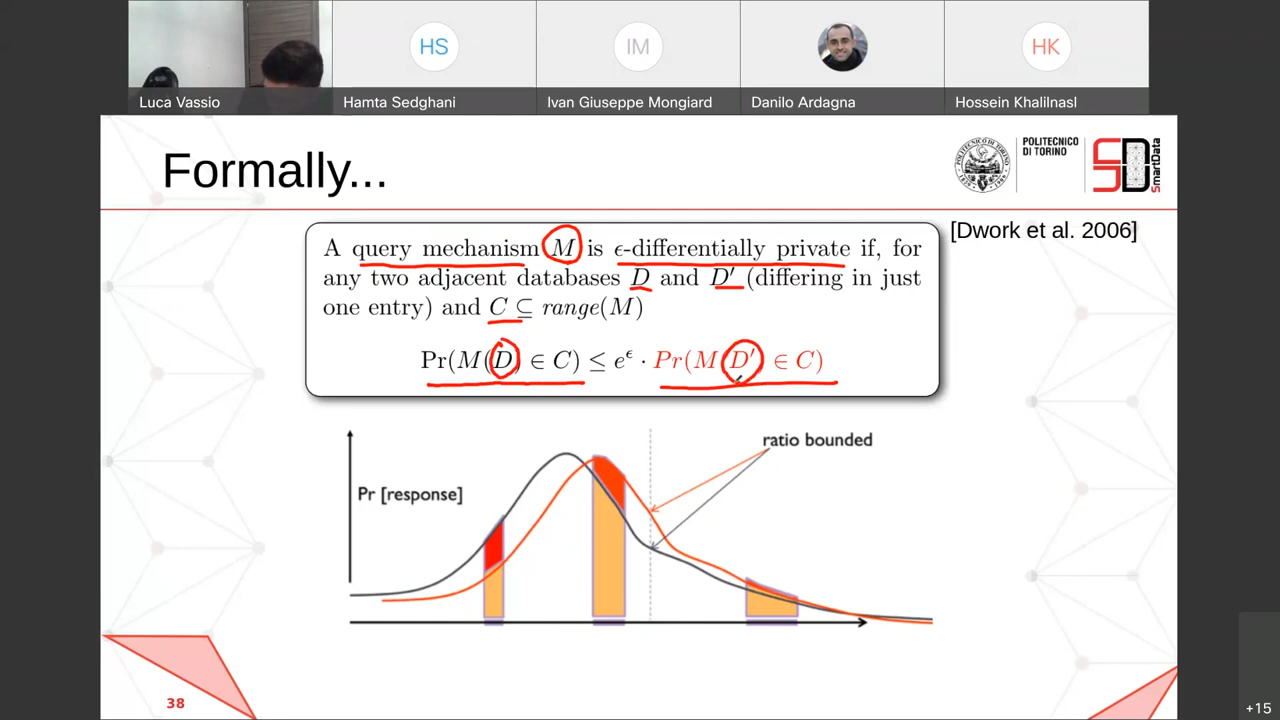 HS
IM
HK
Luca Vassio
Hamta Sedghani
Ivan Giuseppe Mongiard
Danilo Ardagna
Hossein Khalilnasl
Formally...
POLITECNICO
DI TORINO
SmartData
[Dwork et al. 2006]
A query mechanism M is ϵ-differentially private if, for
any two adjacent databases D and D′ (differing in just
one entry) and C ⊆ range(M)
Pr(M(D) ∈ C) ≤ e^ϵ · Pr(M D′ ∈ C)
ratio bounded
Pr [response]
38
+15